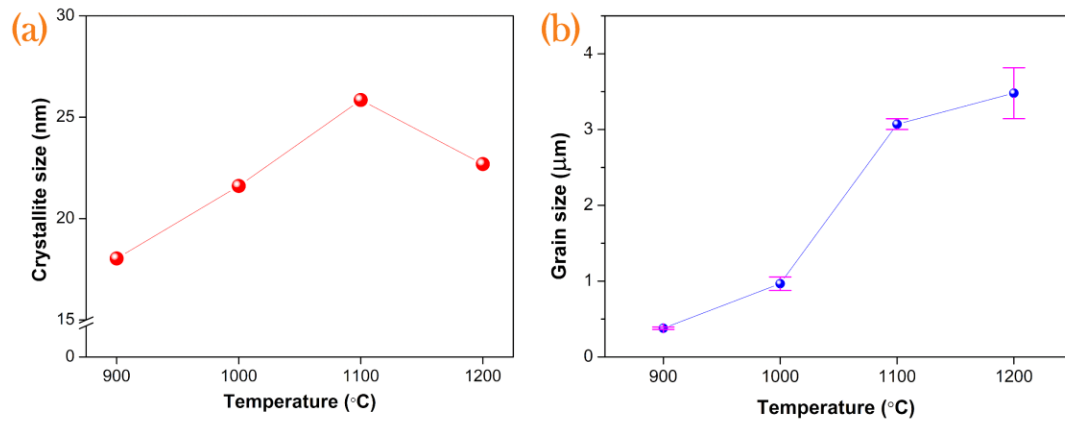 (a)
30
25
20
15
0
Crystallite size (nm)
900 1000 1100 1200
Temperature (°C)
(b)
4
3
2
1
0
Grain size (μm)
900 1000 1100 1200
Temperature (°C)